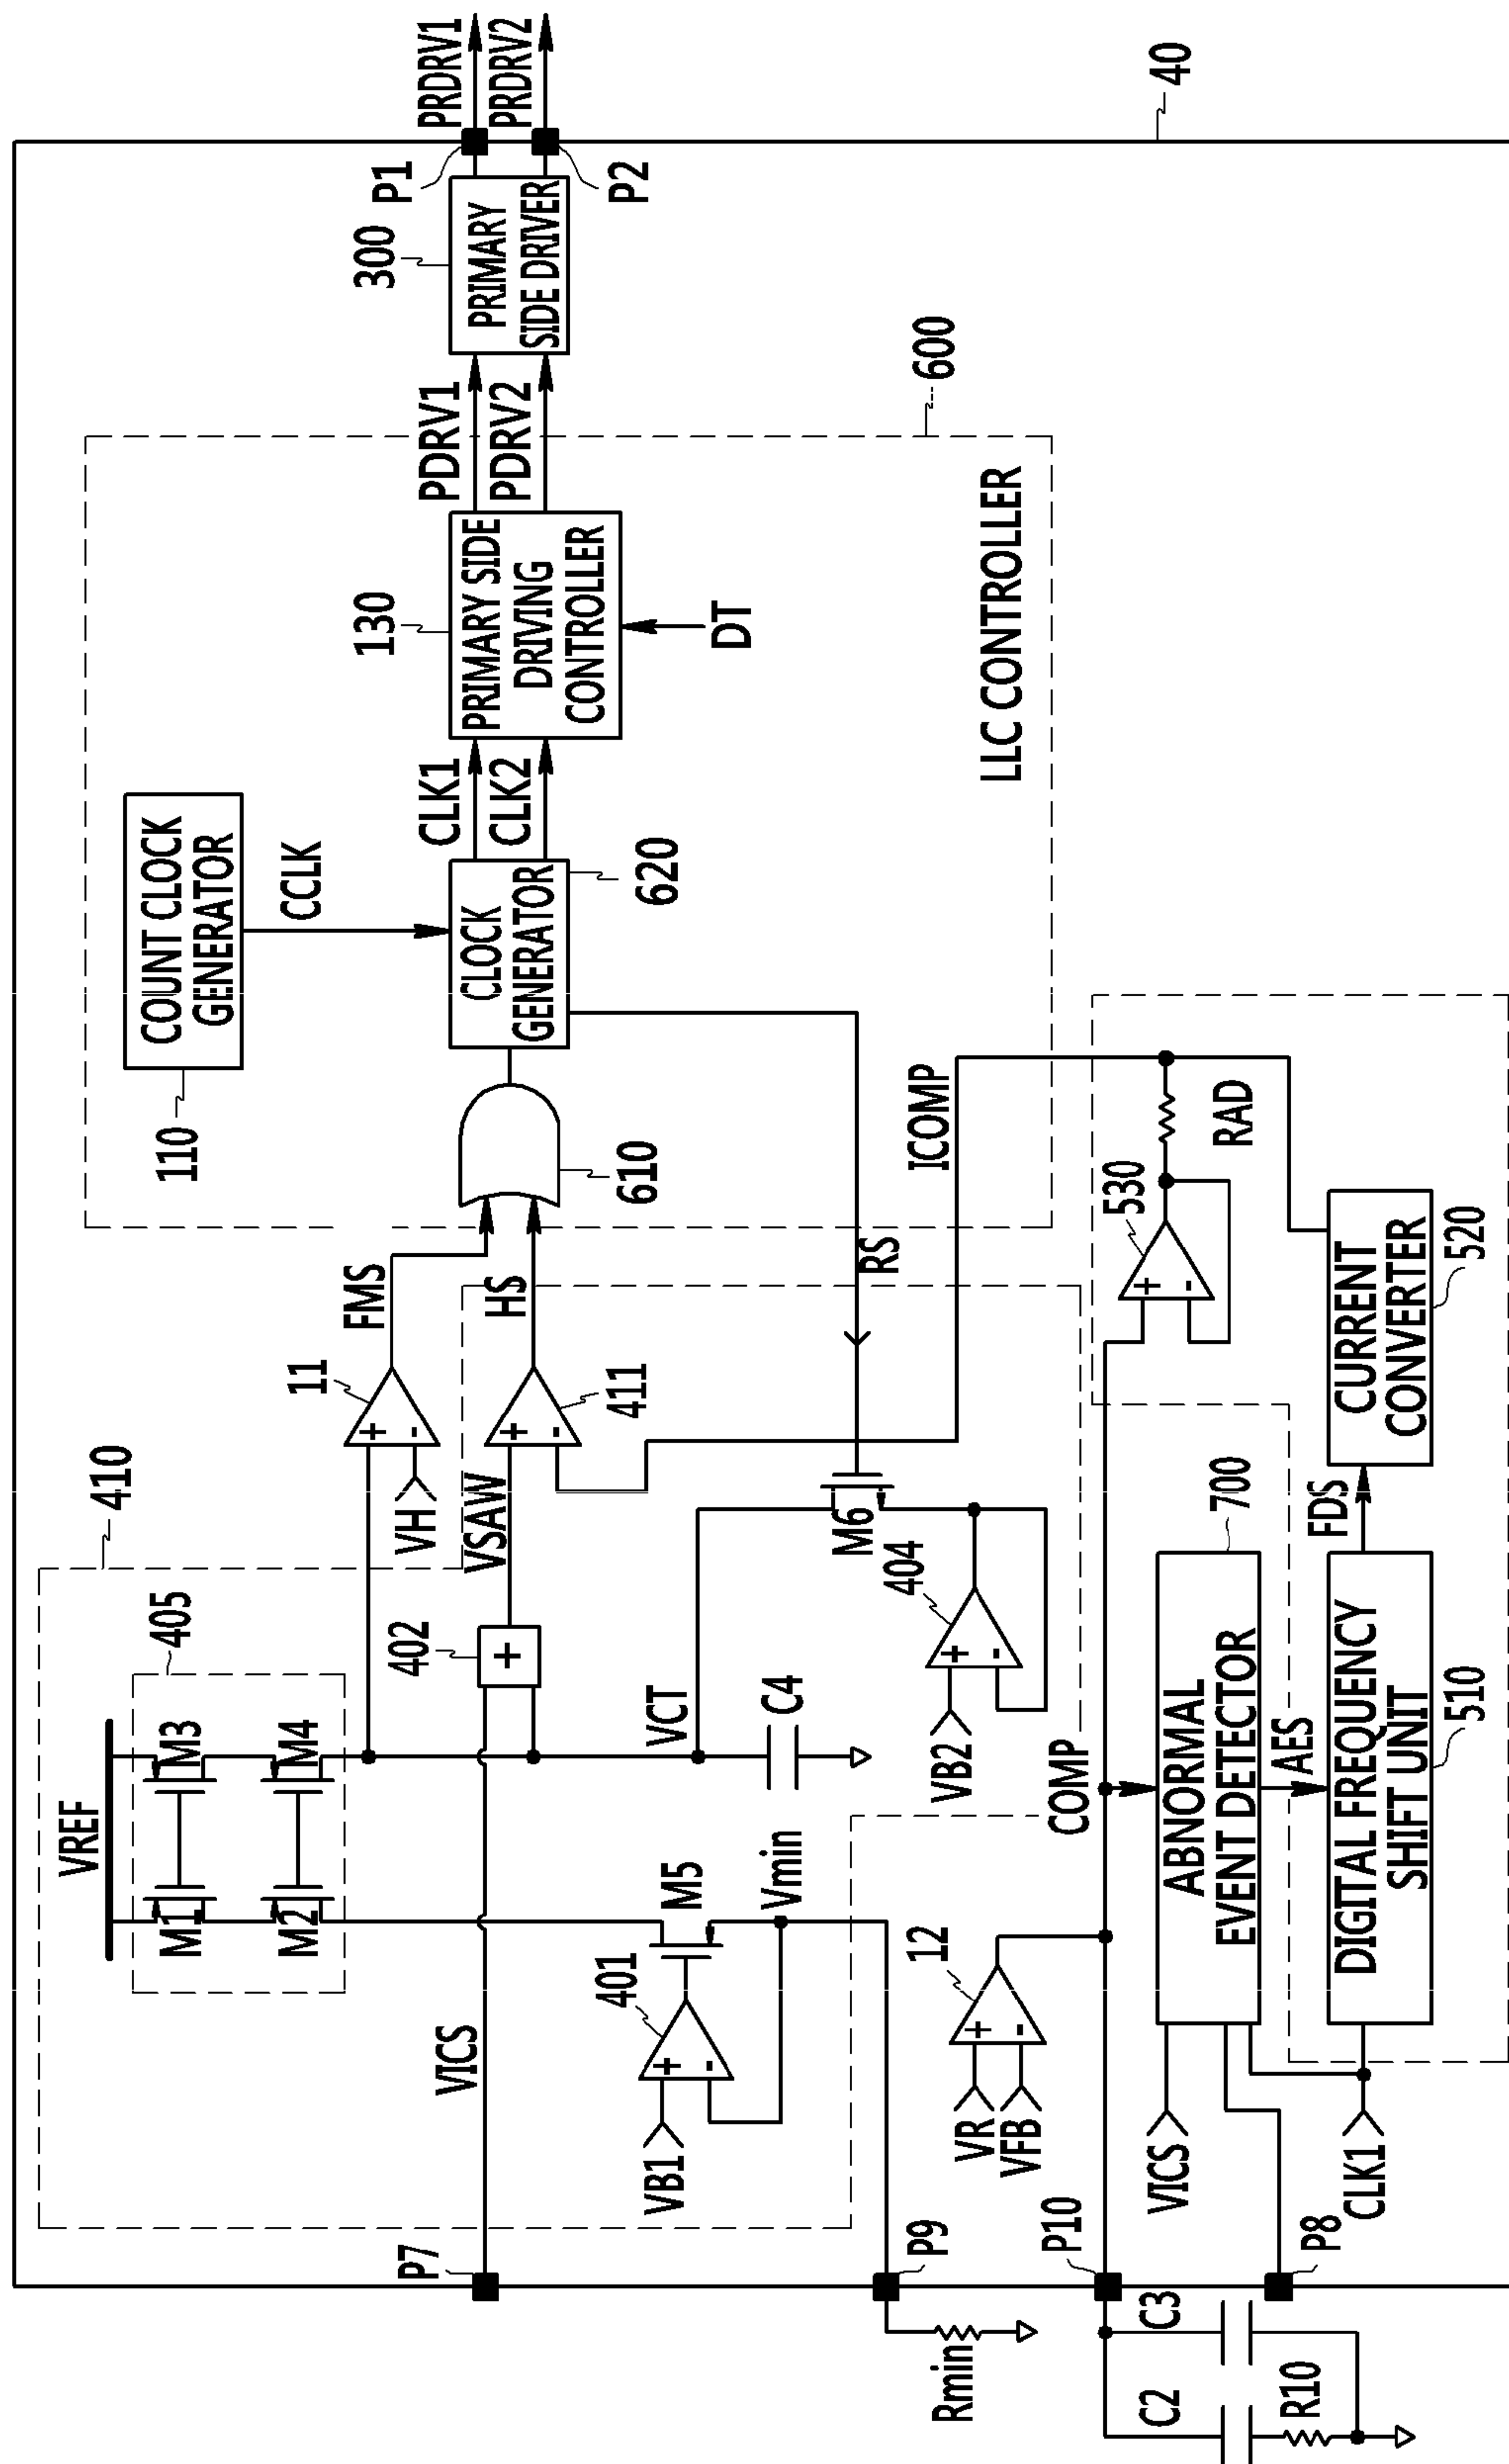 410
VREF
405
M1
M3
M2
M4
VICS
P7
402
VSAW
11
VH
FMS
HS
411
VB1
401
M5
Vmin
VCT
C4
M6
RS
404
VB2
P9
Rmin
110
COUNT CLOCK
GENERATOR
CCLK
610
CLOCK
GENERATOR
620
CLK1
CLK2
130
PRIMARY SIDE
DRIVING
CONTROLLER
DT
PDRV1
PDRV2
LLC CONTROLLER
600
300
PRIMARY
SIDE DRIVER
P1
P2
PRDRV1
PRDRV2
40
ICOMP
12
VR
VFB
COMP
P10
C2
C3
R10
P8
VICS
CLK1
ABNORMAL
EVENT DETECTOR
700
AES
DIGITAL FREQUENCY
SHIFT UNIT
510
FDS
CURRENT
CONVERTER
520
530
RAD
+
+
-
+
-
+
-
+
-
+
-
+
-